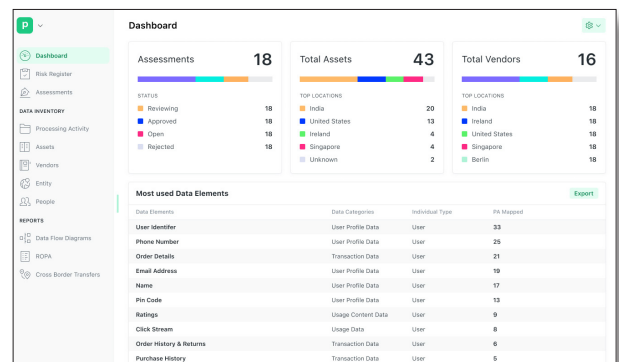 P
Dashboard
Dashboard
Risk Register
Assessments
DATA INVENTORY
Processing Activity
Assets
Vendors
Entity
People
REPORTS
Data Flow Diagrams
ROPA
Cross Border Transfers
Assessments 18
STATUS
Reviewing 18
Approved 18
Open 18
Rejected 18
Total Assets 43
TOP LOCATIONS
India 20
United States 13
Ireland 4
Singapore 4
Unknown 2
Total Vendors 16
TOP LOCATIONS
India 18
Ireland 18
United States 18
Singapore 18
Berlin 18
Most used Data Elements Export
Data Elements Data Categories Individual Type PA Mapped
User Identifer User Profile Data User 33
Phone Number User Profile Data User 25
Order Details Transaction Data User 21
Email Address User Profile Data User 19
Name User Profile Data User 17
Pin Code User Profile Data User 13
Ratings Usage Content Data User 9
Click Stream Usage Data User 8
Order History & Returns Transaction Data User 6
Purchase History Transaction Data User 5